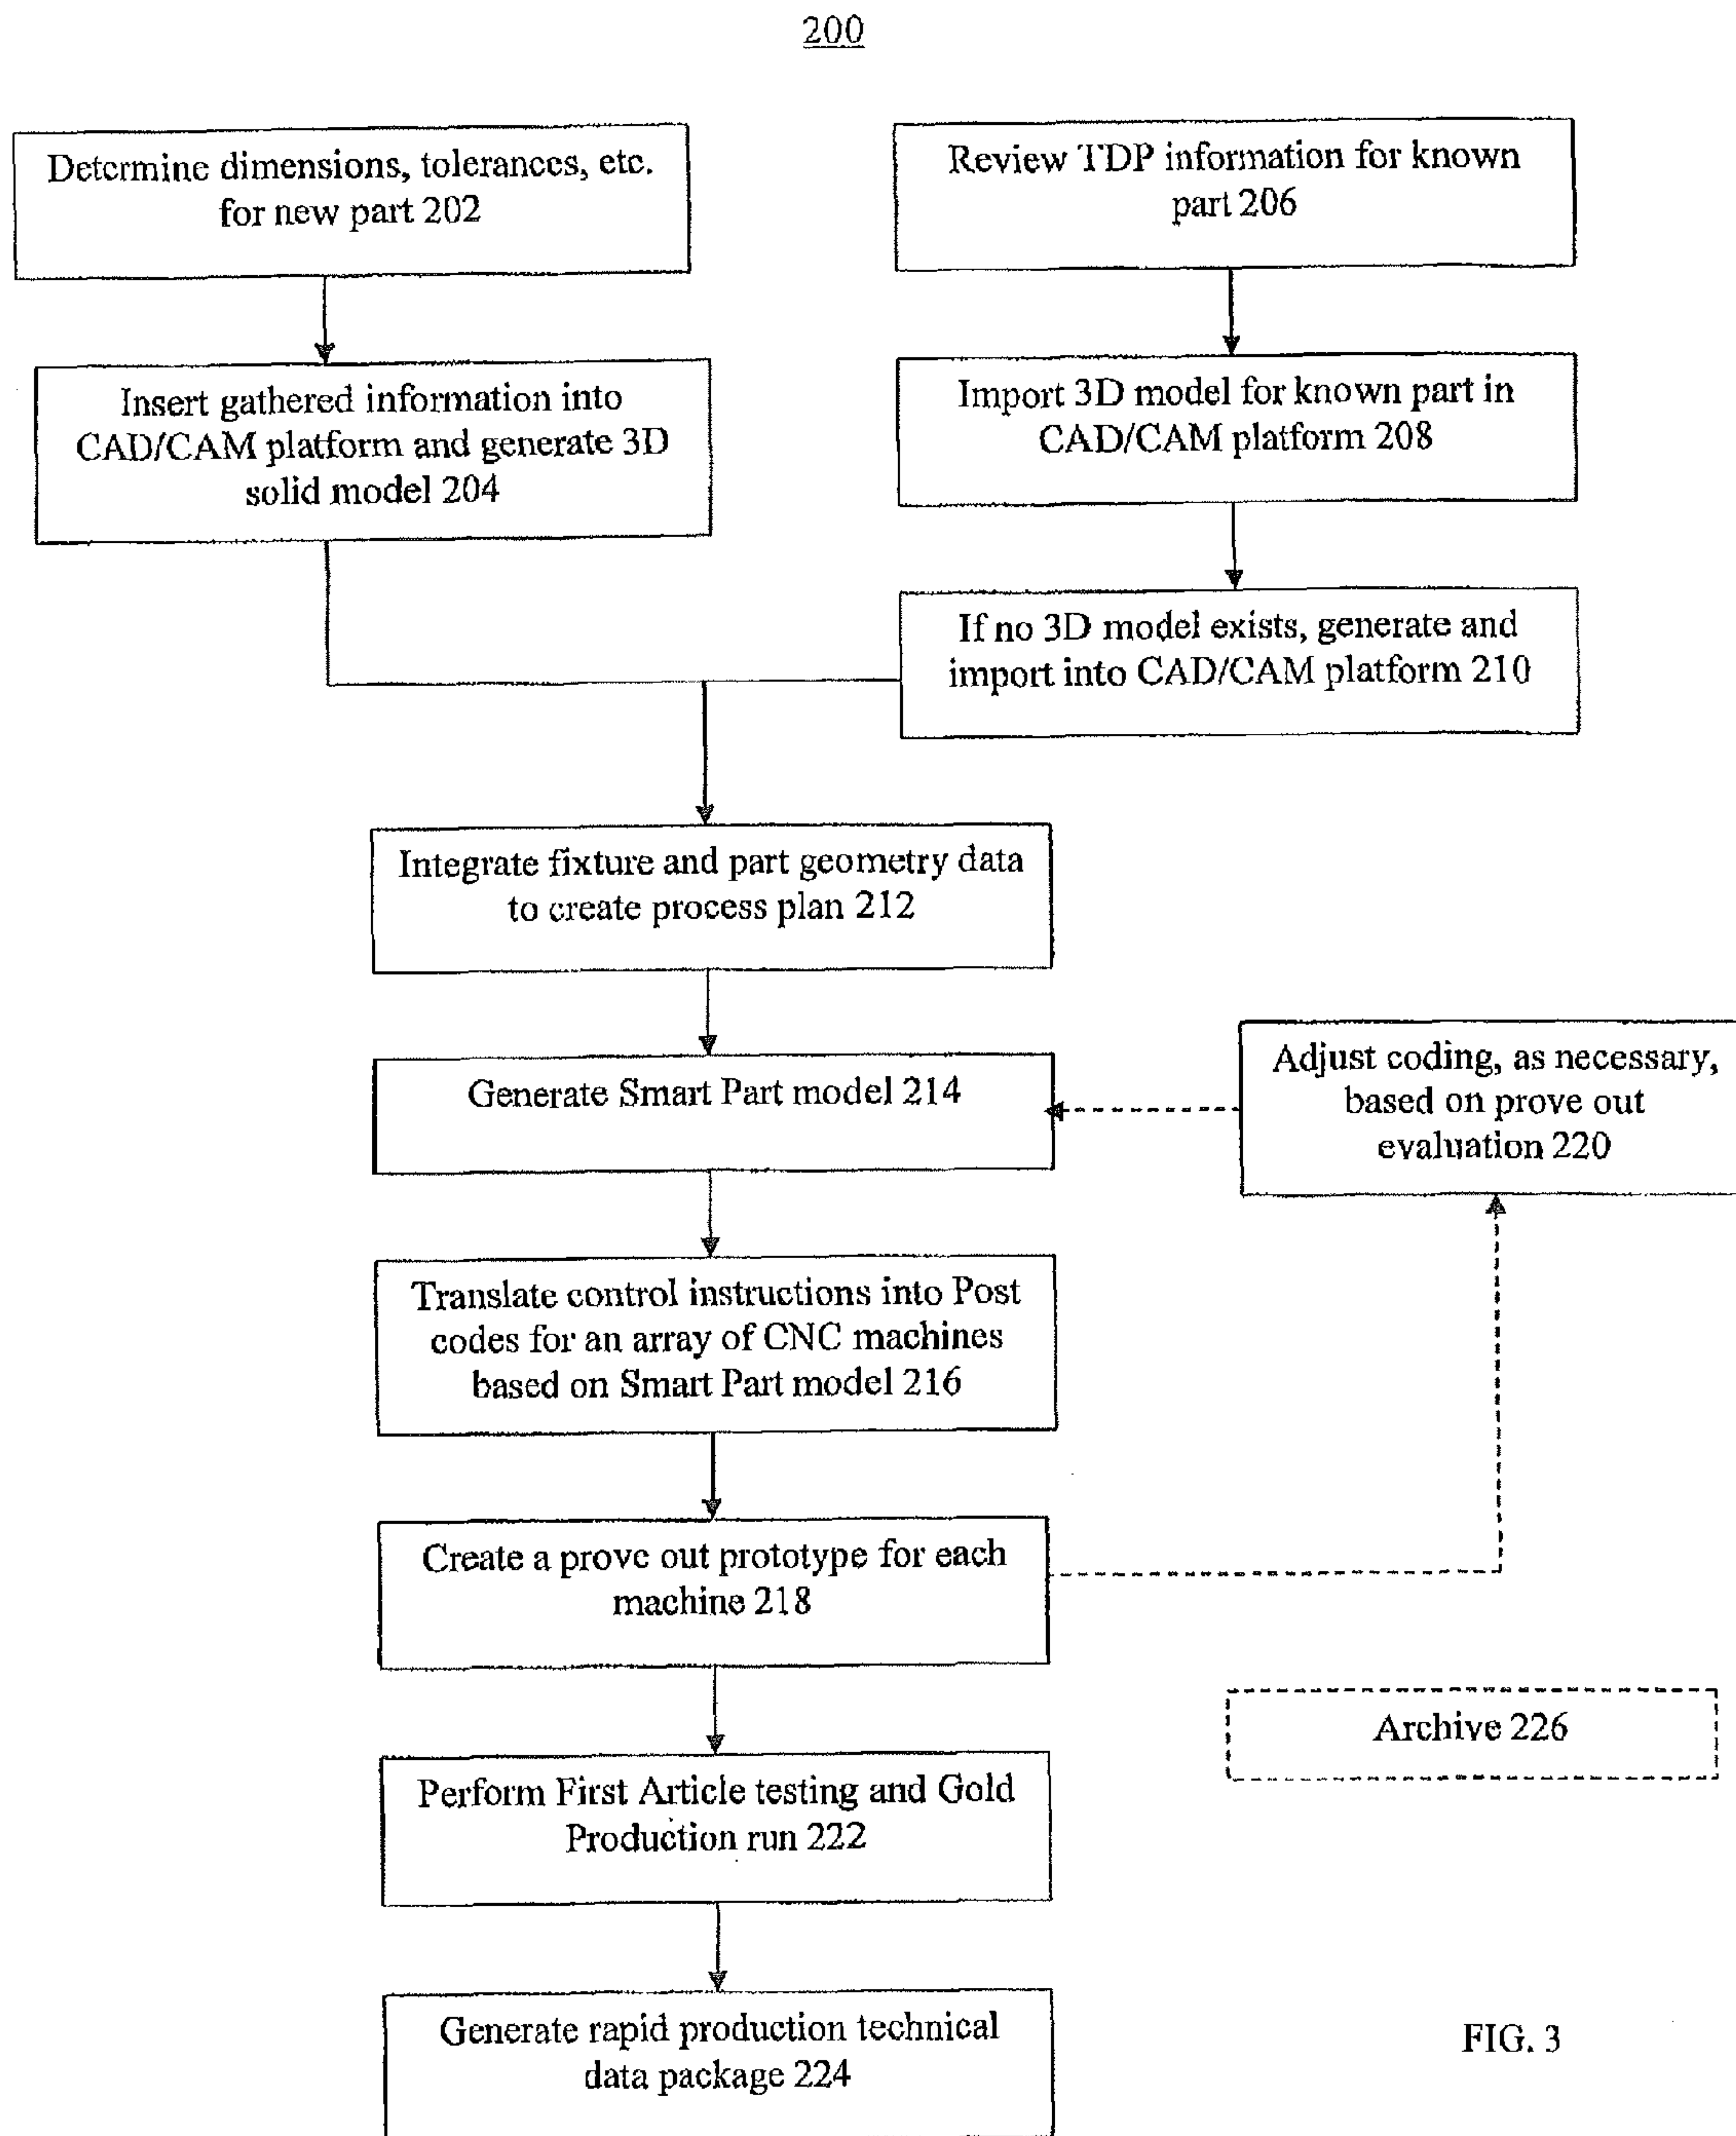 200
Determine dimensions, tolerances, etc.
for new part 202
Review TDP information for known
part 206
Insert gathered information into
CAD/CAM platform and generate 3D
solid model 204
Import 3D model for known part in
CAD/CAM platform 208
If no 3D model exists, generate and
import into CAD/CAM platform 210
Integrate fixture and part geometry data
to create process plan 212
Generate Smart Part model 214
Adjust coding, as necessary,
based on prove out
evaluation 220
Translate control instructions into Post
codes for an array of CNC machines
based on Smart Part model 216
Create a prove out prototype for each
machine 218
Archive 226
Perform First Article testing and Gold
Production run 222
Generate rapid production technical
data package 224
FIG. 3